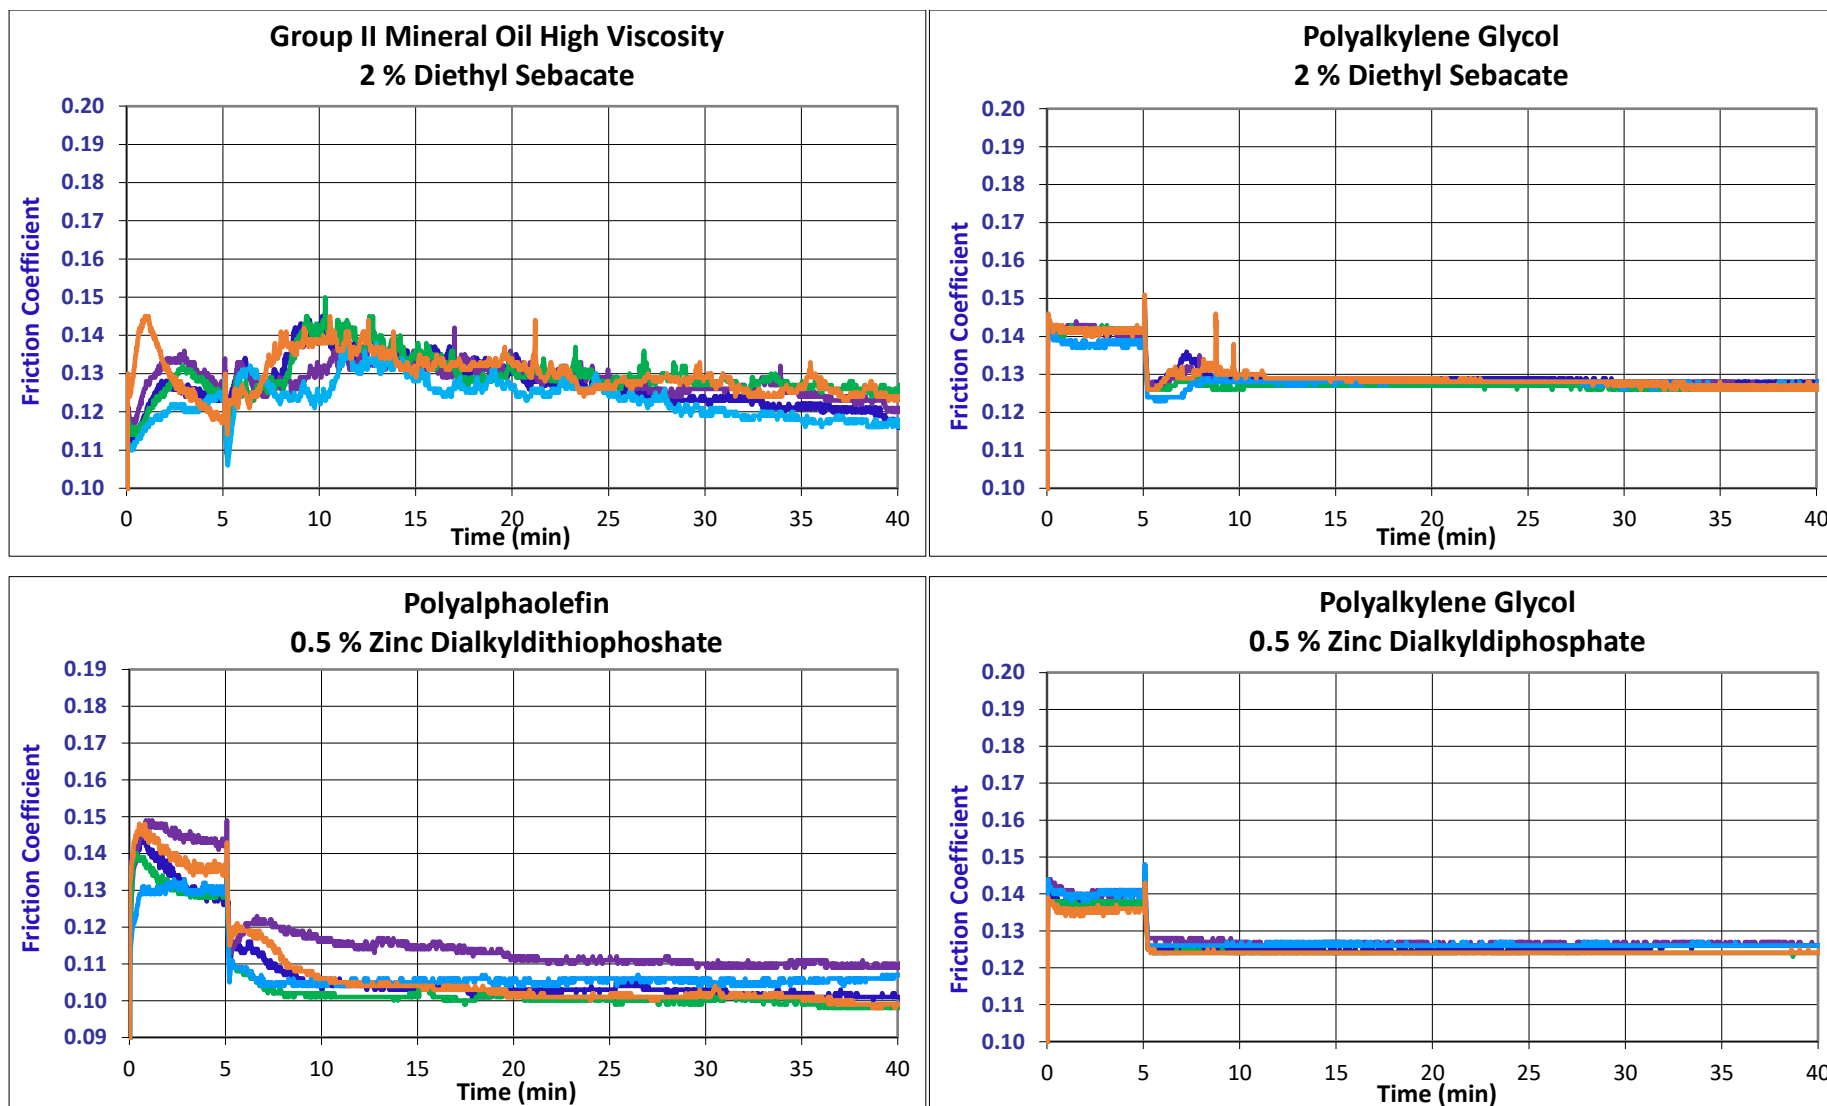 Group II Mineral Oil High Viscosity
2 % Diethyl Sebacate
0.20
0.19
0.18
0.17
0.16
0.15
0.14
0.13
0.12
0.11
0.10
Friction Coefficient
0 5 10 15 20 25 30 35 40
Time (min)
Polyalkylene Glycol
2 % Diethyl Sebacate
0.20
0.19
0.18
0.17
0.16
0.15
0.14
0.13
0.12
0.11
0.10
Friction Coefficient
0 5 10 15 20 25 30 35 40
Time (min)
Polyalphaolefin
0.5 % Zinc Dialkyldithiophoshate
0.19
0.18
0.17
0.16
0.15
0.14
0.13
0.12
0.11
0.10
0.09
Friction Coefficient
0 5 10 15 20 25 30 35 40
Time (min)
Polyalkylene Glycol
0.5 % Zinc Dialkyldiphosphate
0.20
0.19
0.18
0.17
0.16
0.15
0.14
0.13
0.12
0.11
0.10
Friction Coefficient
0 5 10 15 20 25 30 35 40
Time (min)